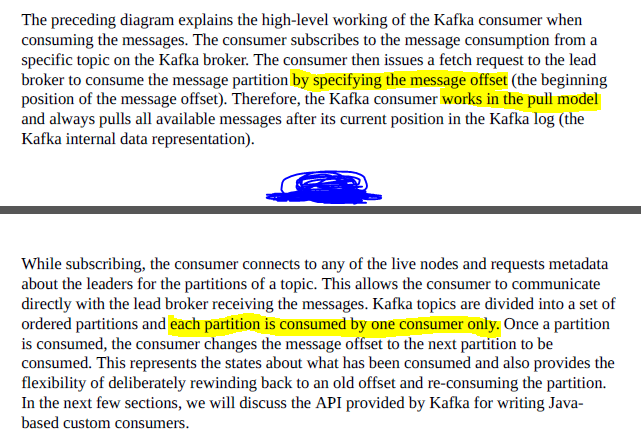 The preceding diagram explains the high-level working of the Kafka consumer when
consuming the messages. The consumer subscribes to the message consumption from a
specific topic on the Kafka broker. The consumer then issues a fetch request to the lead
broker to consume the message partition by specifying the message offset (the beginning
position of the message offset). Therefore, the Kafka consumer works in the pull model
and always pulls all available messages after its current position in the Kafka log (the
Kafka internal data representation).
While subscribing, the consumer connects to any of the live nodes and requests metadata
about the leaders for the partitions of a topic. This allows the consumer to communicate
directly with the lead broker receiving the messages. Kafka topics are divided into a set of
ordered partitions and each partition is consumed by one consumer only. Once a partition
is consumed, the consumer changes the message offset to the next partition to be
consumed. This represents the states about what has been consumed and also provides the
flexibility of deliberately rewinding back to an old offset and re-consuming the partition.
In the next few sections, we will discuss the API provided by Kafka for writing Java-
based custom consumers.